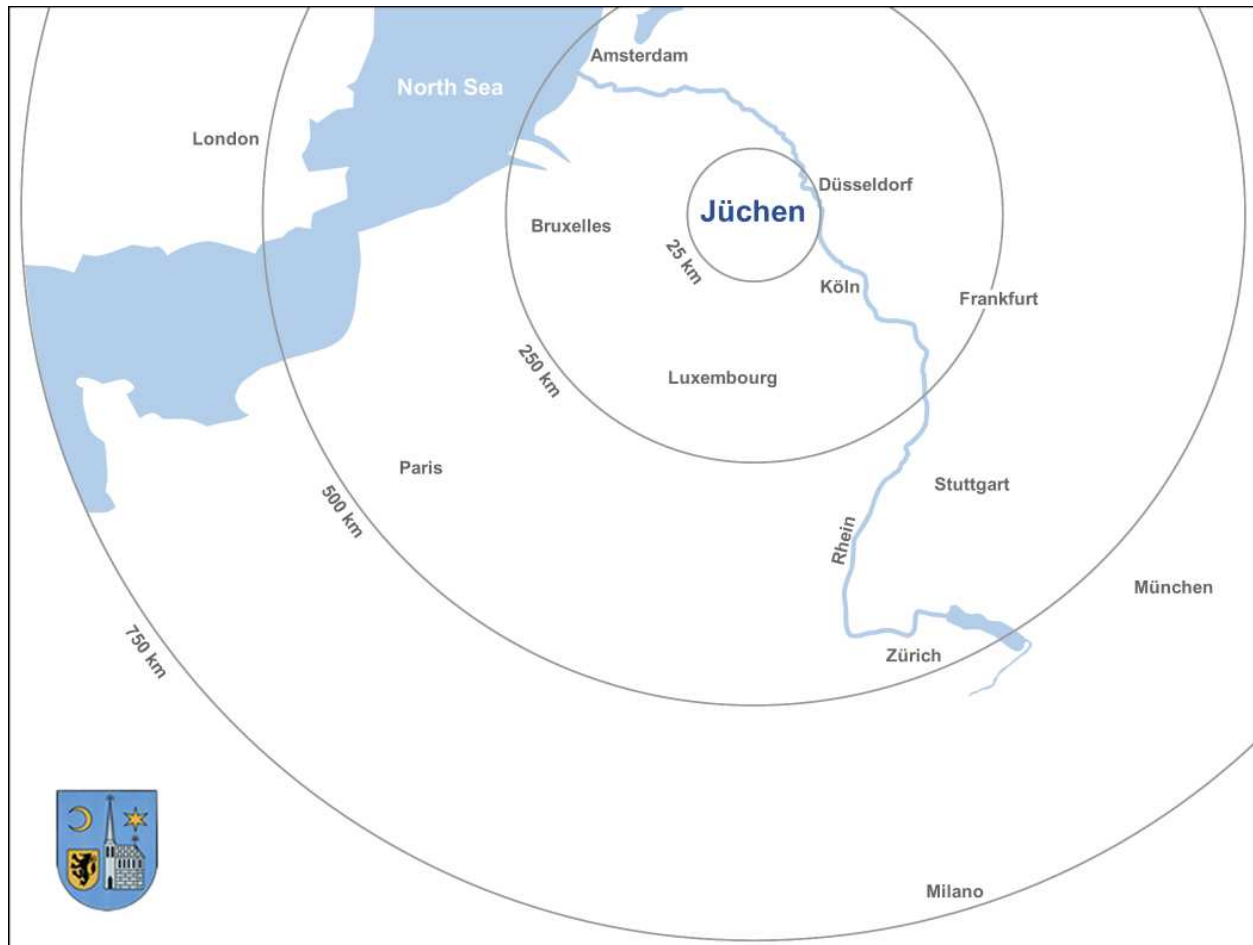 Amsterdam
North Sea
London
Düsseldorf
Jüchen
Bruxelles
25 km
Köln
Frankfurt
250 km
Luxembourg
Paris
Stuttgart
500 km
Rhein
München
750 km
Zürich
Milano